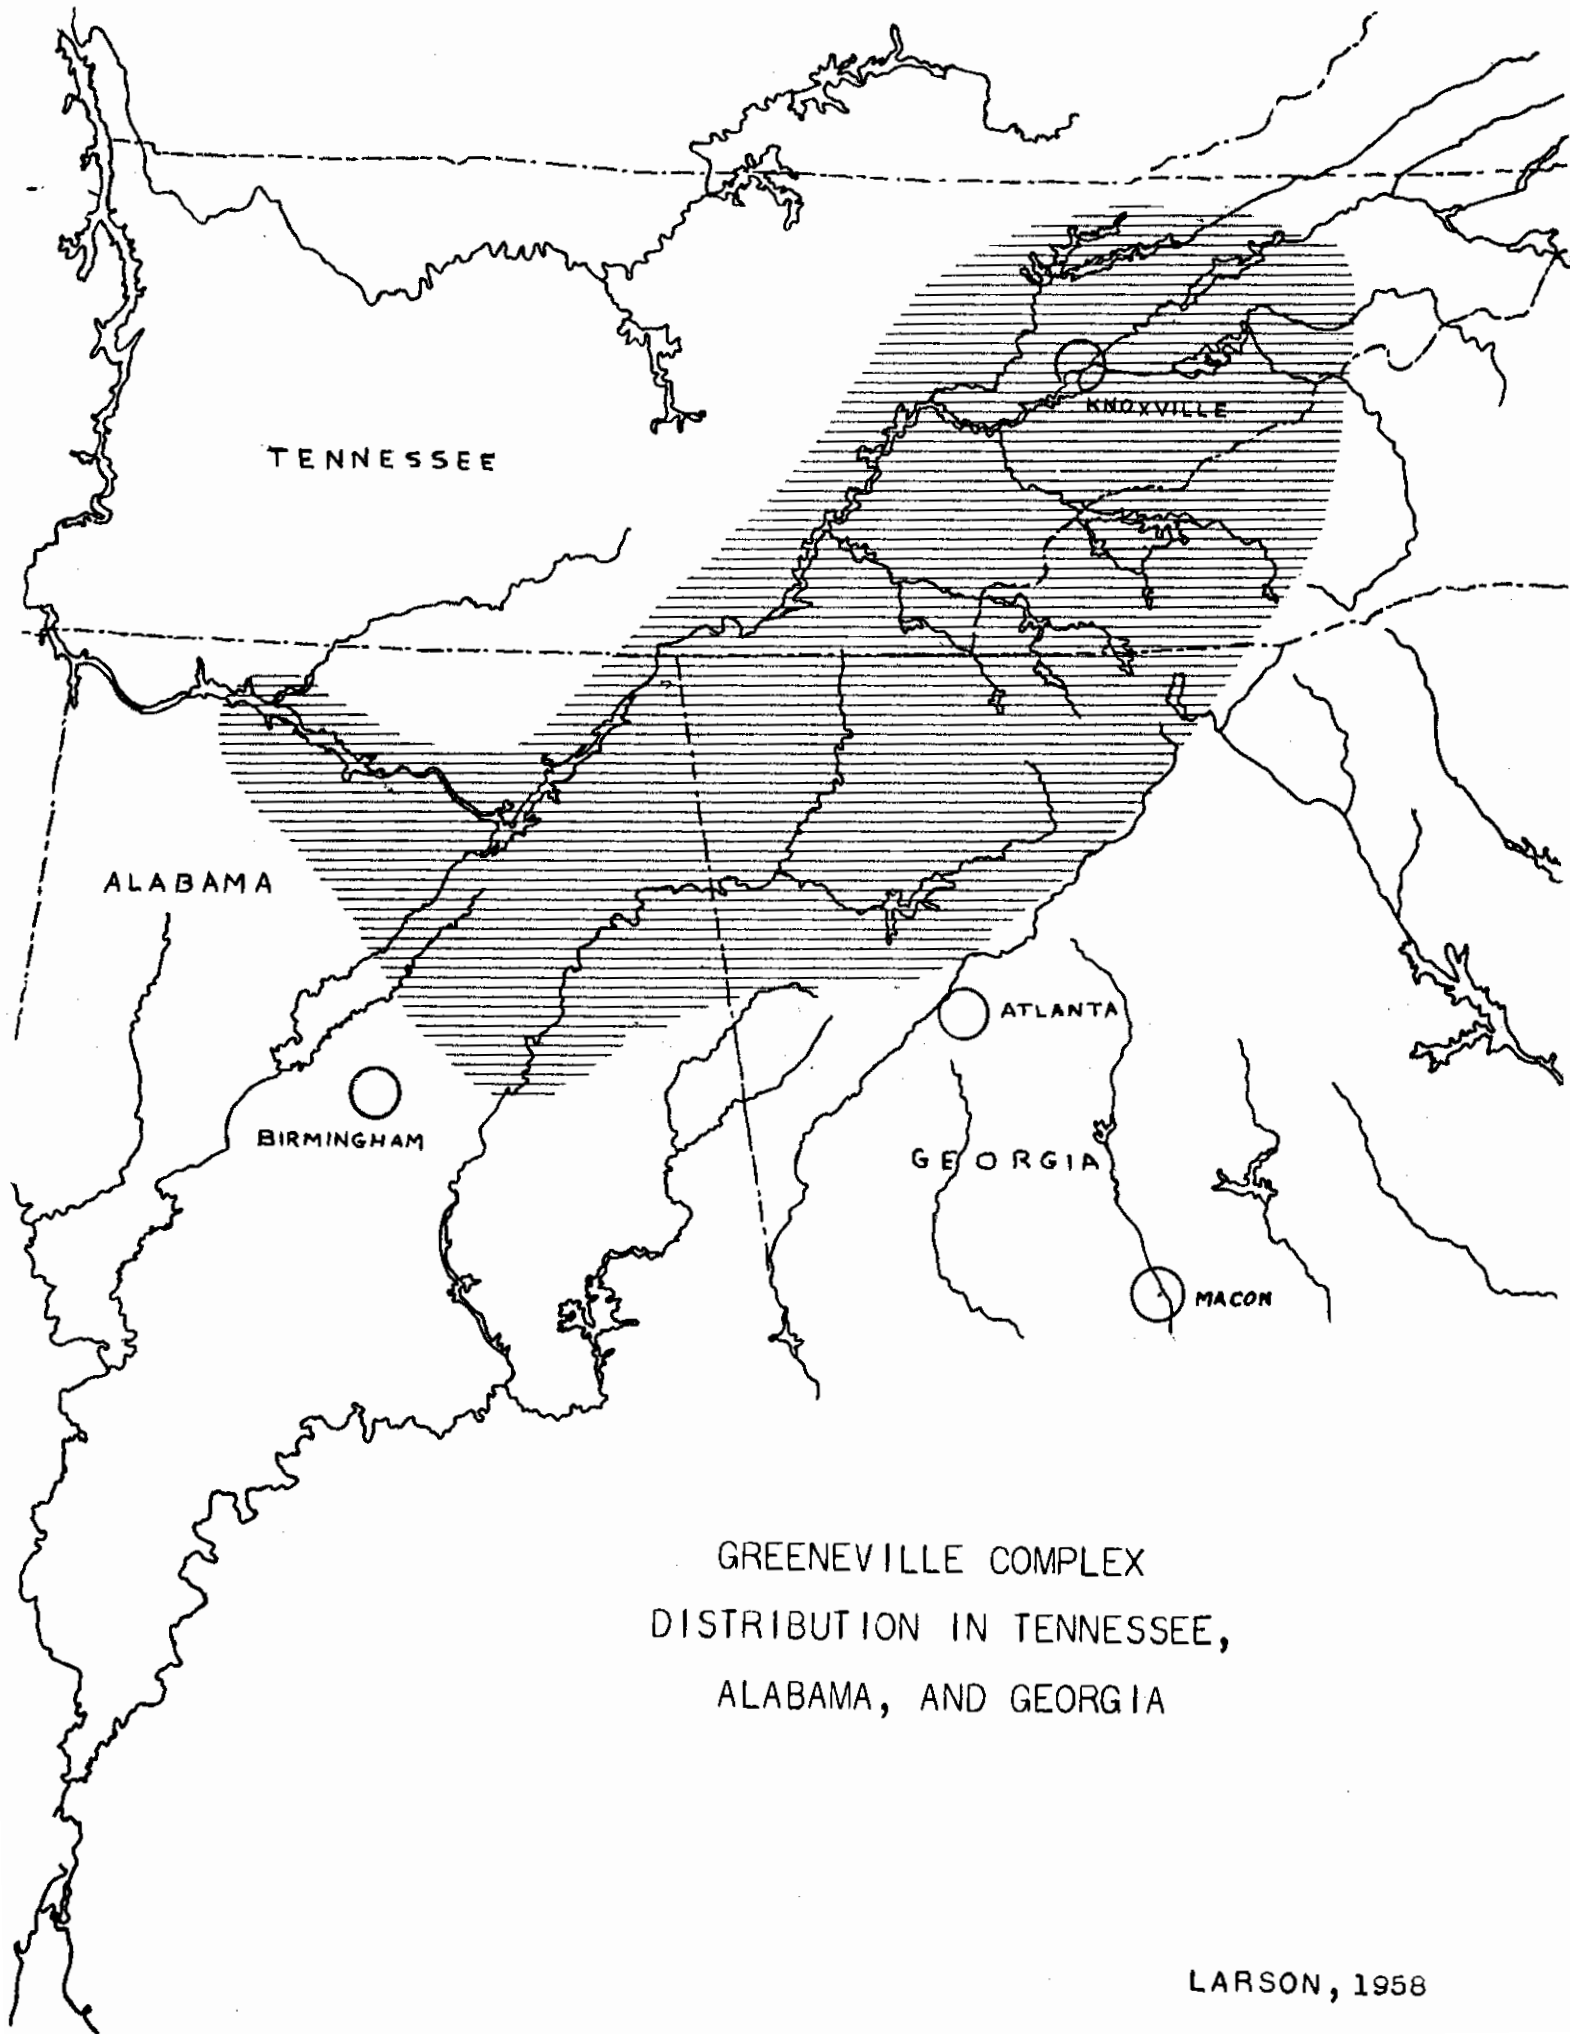 KNOXVILLE
TENNESSEE
ALABAMA
ATLANTA
BIRMINGHAM
GEORGIA
MACON
GREENEVILLE COMPLEX
DISTRIBUTION IN TENNESSEE,
ALABAMA, AND GEORGIA
LARSON, 1958